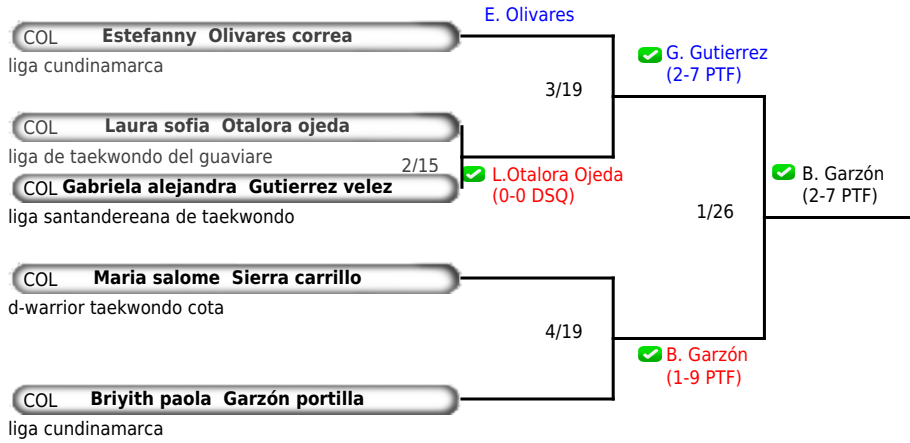 E. Olivares
COL Estefanny Olivares correa
liga cundinamarca
G. Gutierrez
(2-7 PTF)
3/19
COL Laura sofia Otalora ojeda
liga de taekwondo del guaviare
2/15
L.Otalora Ojeda
(0-0 DSQ)
COL Gabriela alejandra Gutierrez velez
liga santandereana de taekwondo
B. Garzón
(2-7 PTF)
1/26
COL Maria salome Sierra carrillo
d-warrior taekwondo cota
4/19
B. Garzón
(1-9 PTF)
COL Briyith paola Garzón portilla
liga cundinamarca